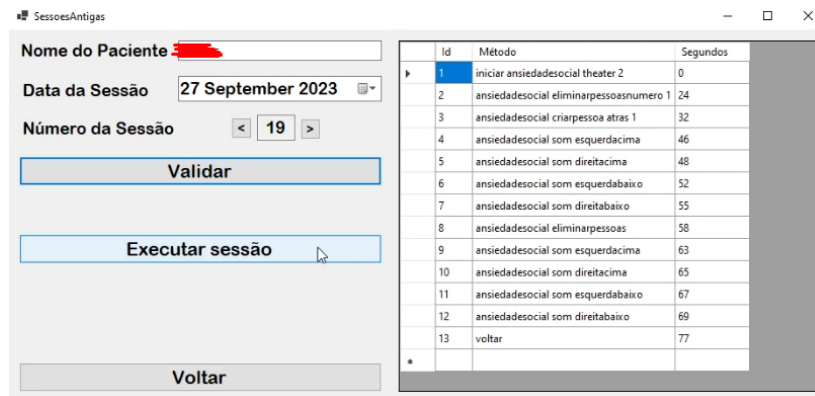 SessoesAntigas
Nome do Paciente
Data da Sessão 27 September 2023
Número da Sessão < 19 >
Validar
Executar sessão
Voltar
Id Método Segundos
1 iniciar ansiedadesocial theater 2 0
2 ansiedadesocial eliminarpessoasnumero 1 24
3 ansiedadesocial criarpessoa atras 1 32
4 ansiedadesocial som esquerdacima 46
5 ansiedadesocial som direitacima 48
6 ansiedadesocial som esquerdabaixo 52
7 ansiedadesocial som direitabaixo 55
8 ansiedadesocial eliminarpessoas 58
9 ansiedadesocial som esquerdacima 63
10 ansiedadesocial som direitacima 65
11 ansiedadesocial som esquerdabaixo 67
12 ansiedadesocial som direitabaixo 69
13 voltar 77